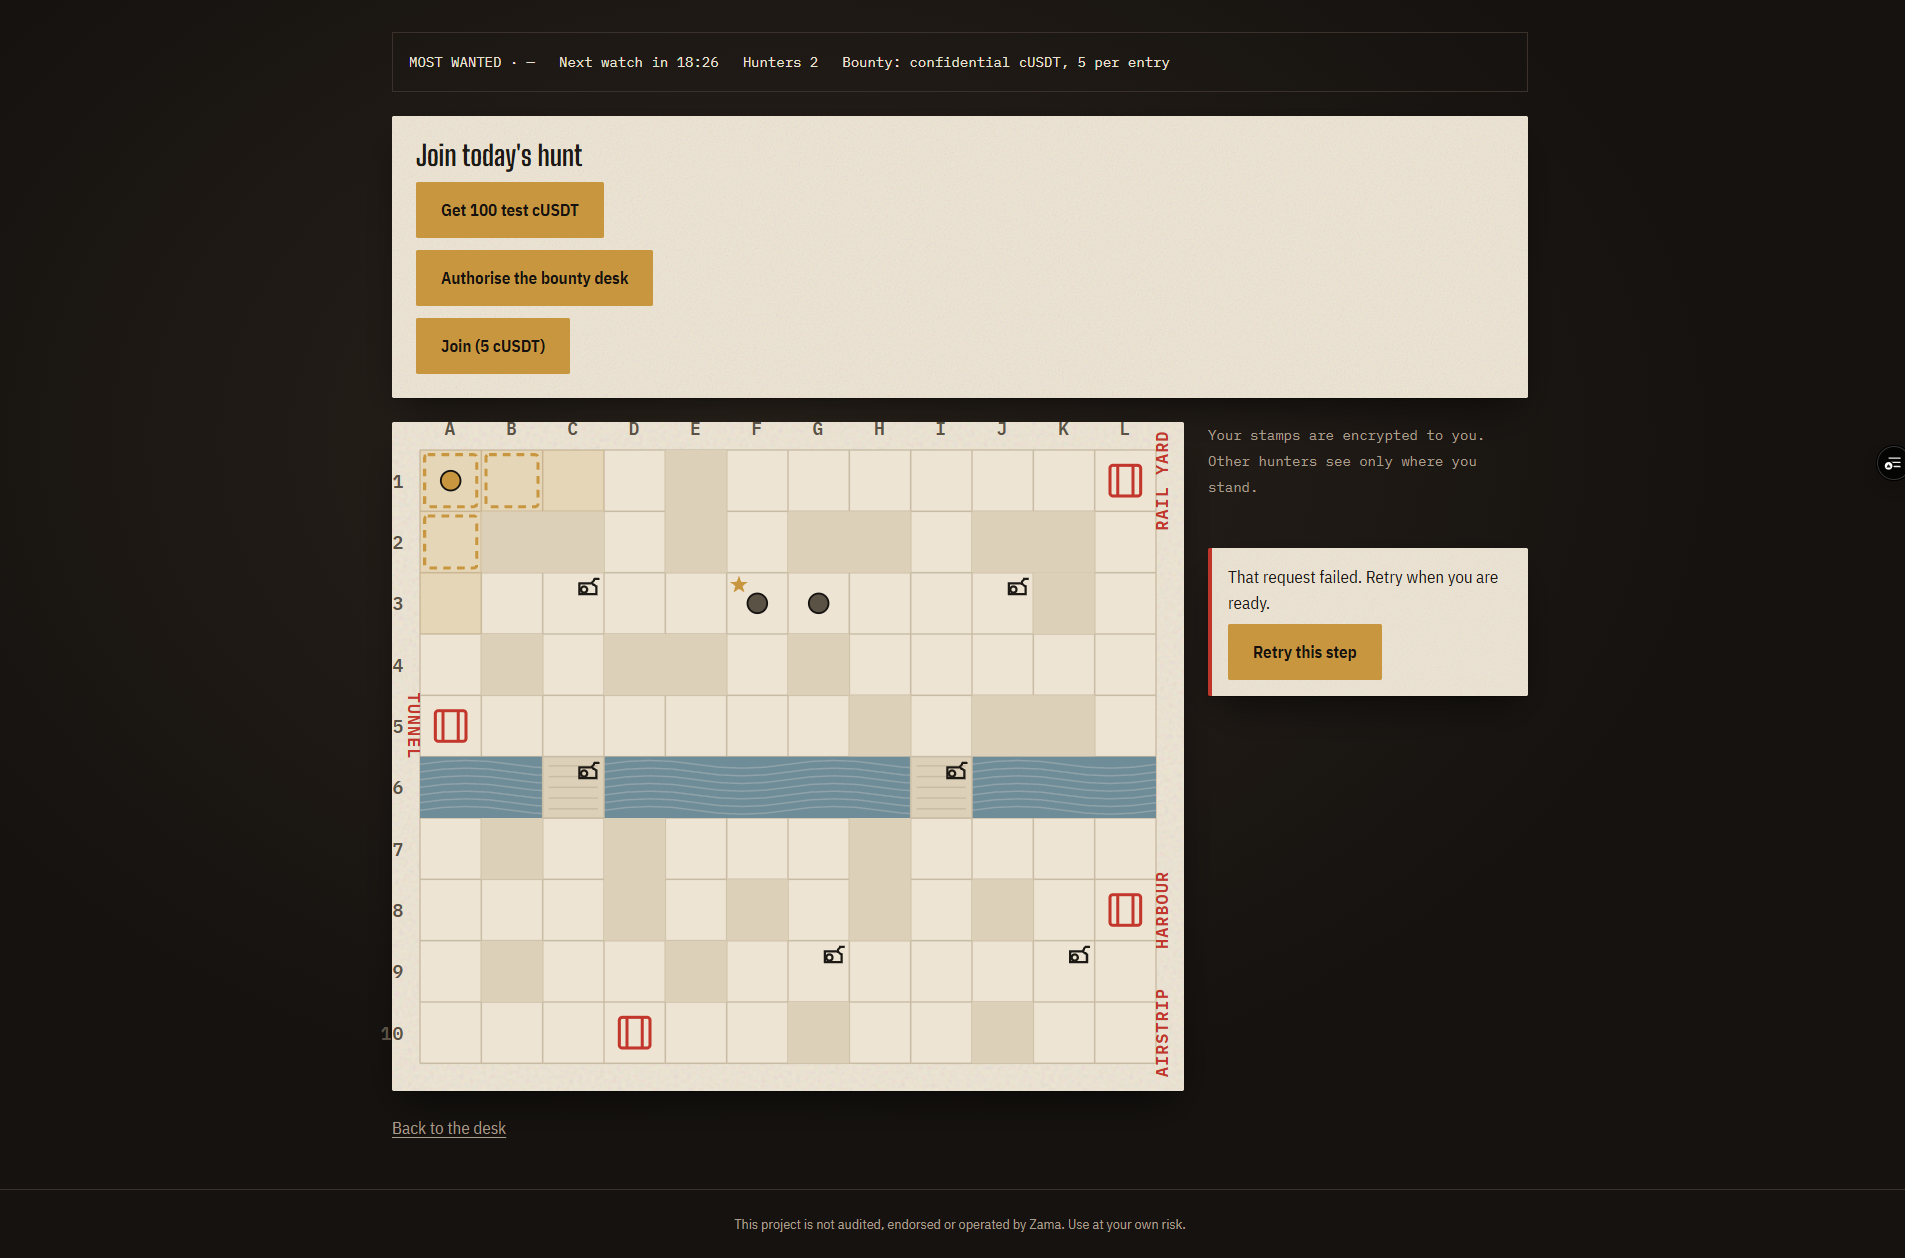 MOST WANTED · — Next watch in 18:26 Hunters 2 Bounty: confidential cUSDT, 5 per entry
Join today's hunt
Get 100 test cUSDT
Authorise the bounty desk
Join (5 cUSDT)
A B C D E F G H I J K L
RAIL YARD
1
2
3
4
5
TUNNEL
6
7
8
HARBOUR
9
10
AIRSTRIP
Your stamps are encrypted to you.
Other hunters see only where you
stand.
That request failed. Retry when you are
ready.
Retry this step
Back to the desk
This project is not audited, endorsed or operated by Zama. Use at your own risk.